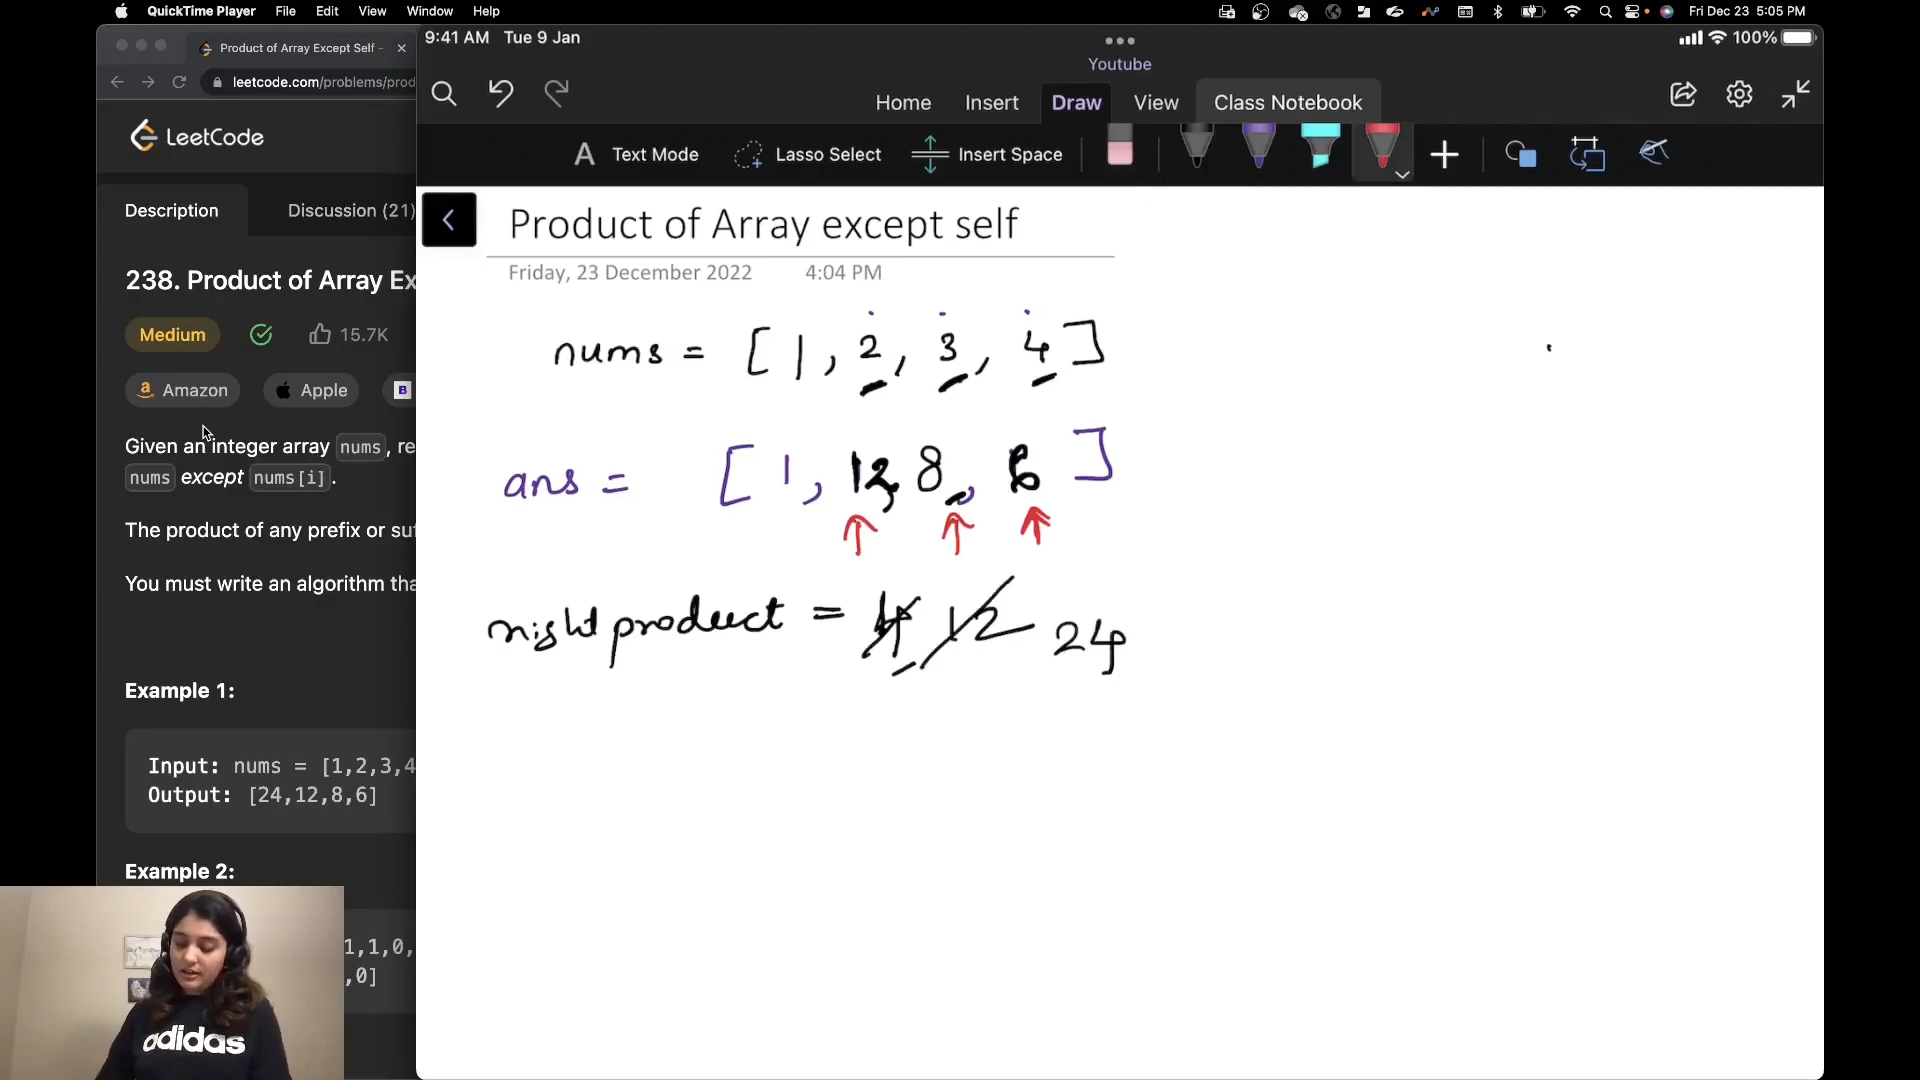 QuickTime Player File Edit View Window Help Fri Dec 23 5:05 PM
Product of Array Except Self -
leetcode.com/problems/prod
LeetCode
Description Discussion (21)
238. Product of Array Ex
Medium 15.7K
Amazon Apple B
Given an integer array nums, re
nums except nums[i].
The product of any prefix or suf
You must write an algorithm tha
Example 1:
Input: nums = [1,2,3,4
Output: [24,12,8,6]
Example 2:
1,1,0,
,0]
adidas
9:41 AM Tue 9 Jan 100%
Youtube
Home Insert Draw View Class Notebook
A Text Mode Lasso Select Insert Space
Product of Array except self
Friday, 23 December 2022 4:04 PM
nums = [1, 2, 3, 4]
ans = [1, 12, 8, 6]
right product = 4 12 24